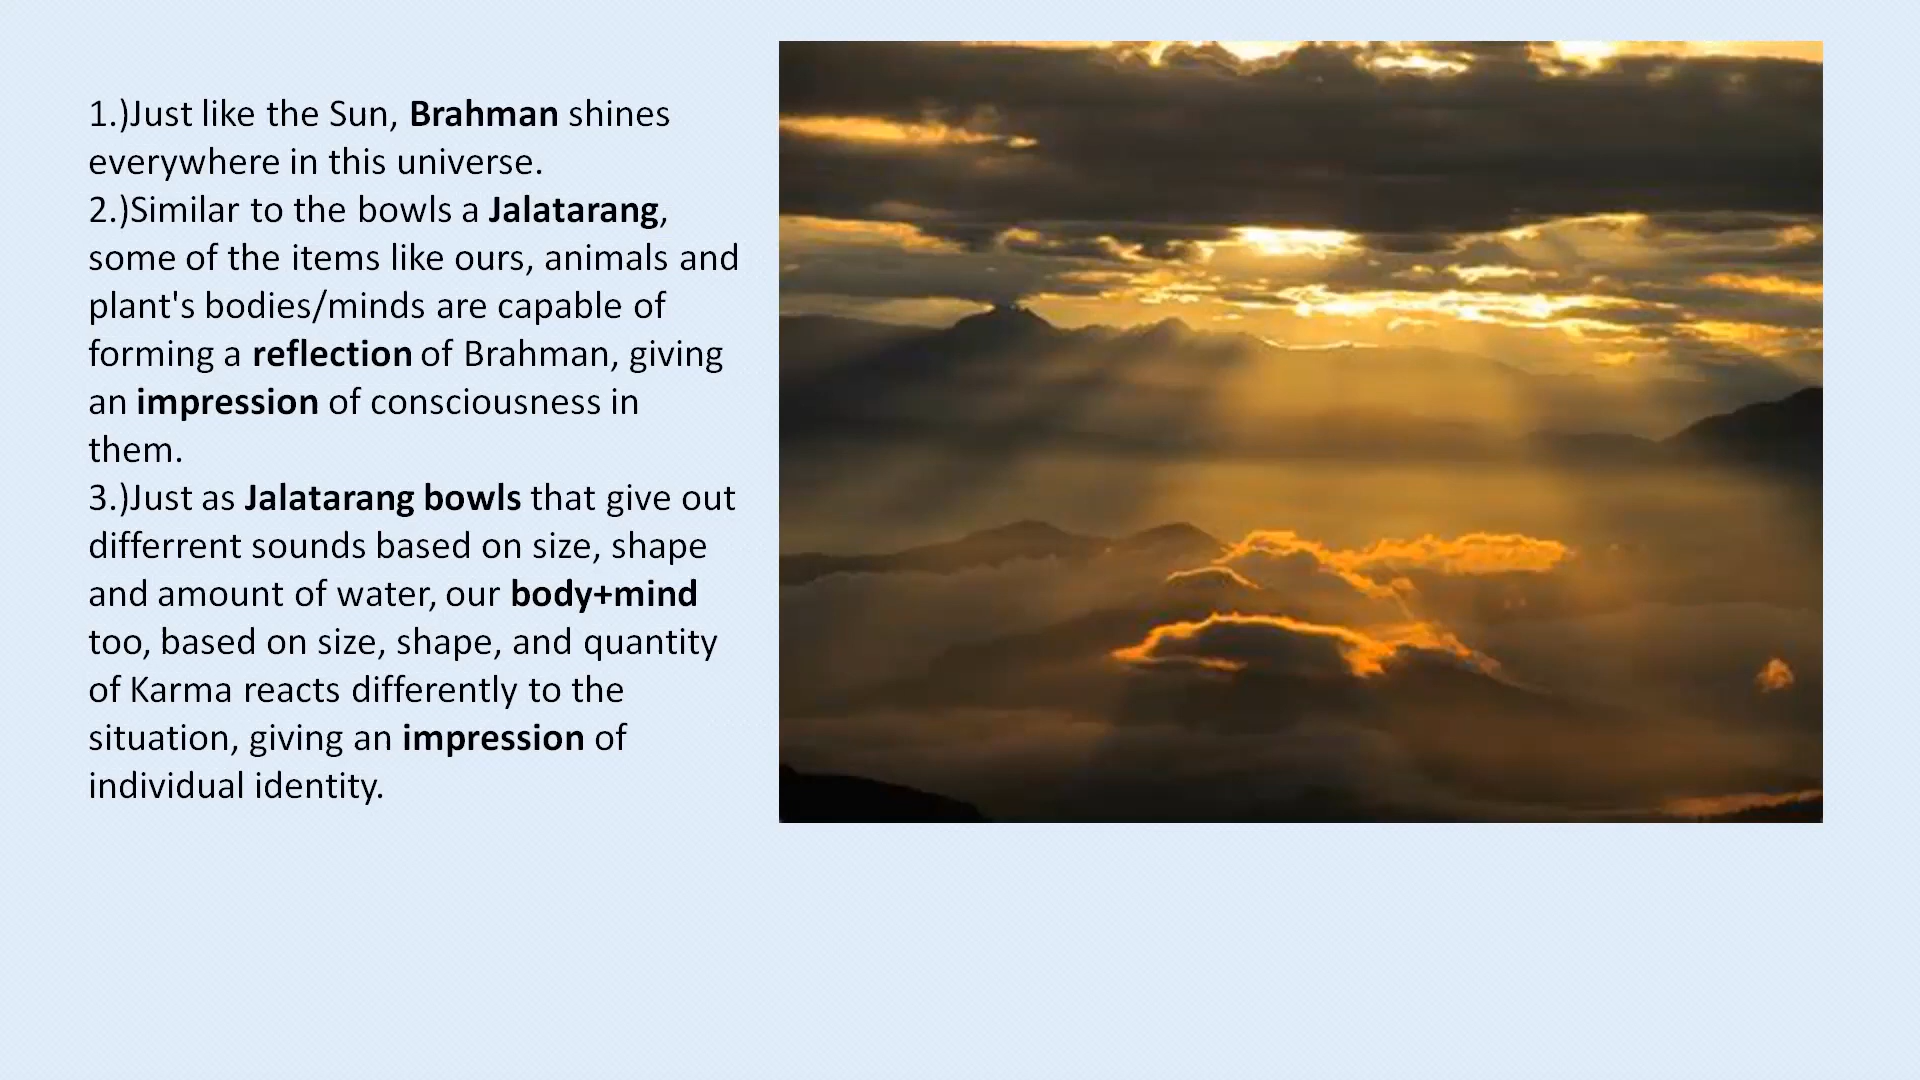 1.)Just like the Sun, Brahman shines
everywhere in this universe.
2.)Similar to the bowls a Jalatarang,
some of the items like ours, animals and
plant's bodies/minds are capable of
forming a reflection of Brahman, giving
an impression of consciousness in
them.
3.)Just as Jalatarang bowls that give out
differrent sounds based on size, shape
and amount of water, our body+mind
too, based on size, shape, and quantity
of Karma reacts differently to the
situation, giving an impression of
individual identity.